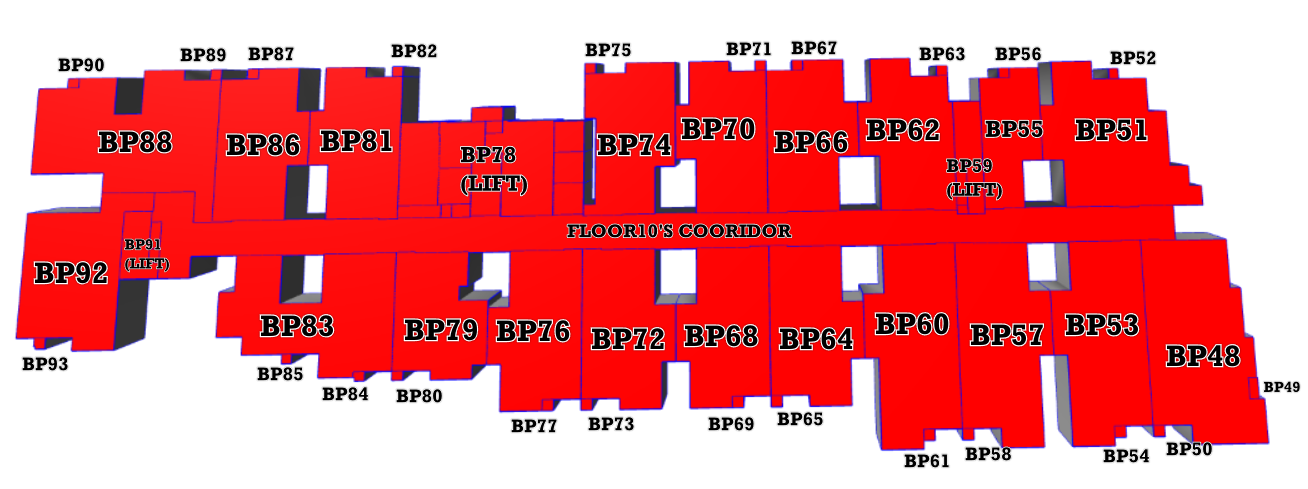 BP90
BP89
BP87
BP82
BP75
BP71
BP67
BP63
BP56
BP52
BP88
BP86
BP81
BP78
(LIFT)
BP74
BP70
BP66
BP62
BP59
(LIFT)
BP55
BP51
FLOOR10'S COORIDOR
BP92
BP91
(LIFT)
BP83
BP79
BP76
BP72
BP68
BP64
BP60
BP57
BP53
BP48
BP93
BP85
BP84
BP80
BP77
BP73
BP69
BP65
BP61
BP58
BP54
BP50
BP49